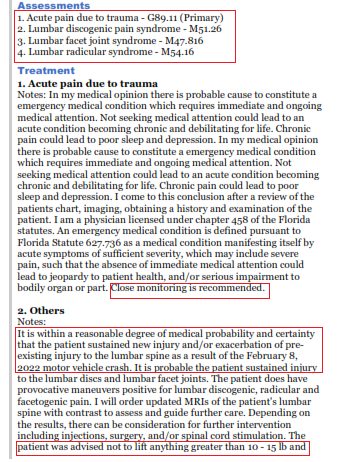 Assessments
1. Acute pain due to trauma - G89.11 (Primary)
2. Lumbar discogenic pain syndrome - M51.26
3. Lumbar facet joint syndrome - M47.816
4. Lumbar radicular syndrome - M54.16
Treatment
1. Acute pain due to trauma
Notes: In my medical opinion there is probable cause to constitute a
emergency medical condition which requires immediate and ongoing
medical attention. Not seeking medical attention could lead to an
acute condition becoming chronic and debilitating for life. Chronic
pain could lead to poor sleep and depression. In my medical opinion
there is probable cause to constitute a emergency medical condition
which requires immediate and ongoing medical attention. Not
seeking medical attention could lead to an acute condition becoming
chronic and debilitating for life. Chronic pain could lead to poor
sleep and depression. I come to this conclusion after a review of the
patients chart, imaging, obtaining a history and examination of the
patient. I am a physician licensed under chapter 458 of the Florida
statutes. An emergency medical condition is defined pursuant to
Florida Statute 627.736 as a medical condition manifesting itself by
acute symptoms of sufficient severity, which may include severe
pain, such that the absence of immediate medical attention could
lead to jeopardy to patient health, and/or serious impairment to
bodily organ or part. Close monitoring is recommended.
2. Others
Notes:
It is within a reasonable degree of medical probability and certainty
that the patient sustained new injury and/or exacerbation of pre-
existing injury to the lumbar spine as a result of the February 8,
2022 motor vehicle crash. It is probable the patient sustained injury
to the lumbar discs and lumbar facet joints. The patient does have
provocative maneuvers positive for lumbar discogenic, radicular and
facetogenic pain. I will order updated MRIs of the patient's lumbar
spine with contrast to assess and guide further care. Depending on
the results, there can be consideration for further intervention
including injections, surgery, and/or spinal cord stimulation. The
patient was advised not to lift anything greater than 10 - 15 lb and